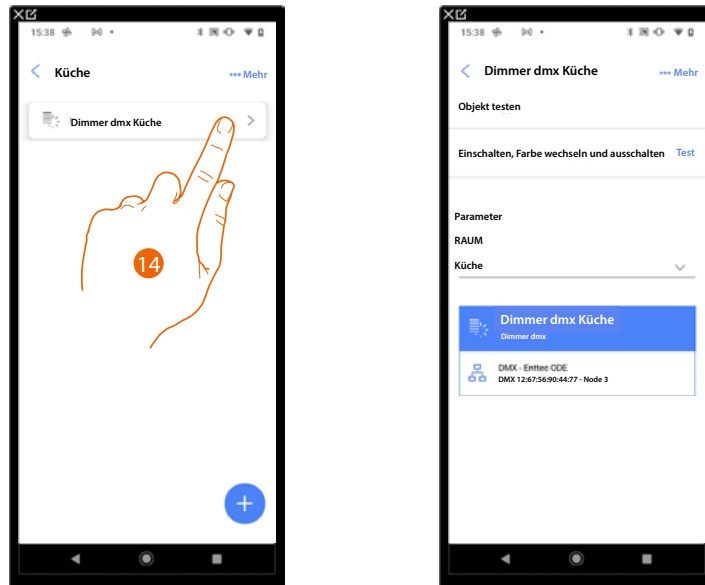 15:38
Küche
Mehr
Dimmer dmx Küche
14
15:38
Dimmer dmx Küche
Mehr
Objekt testen
Einschalten, Farbe wechseln und ausschalten Test
Parameter
RAUM
Küche
Dimmer dmx Küche
Dimmer dmx
DMX - Enttec ODE
DMX 12:67:56:90:44:77 - Node 3